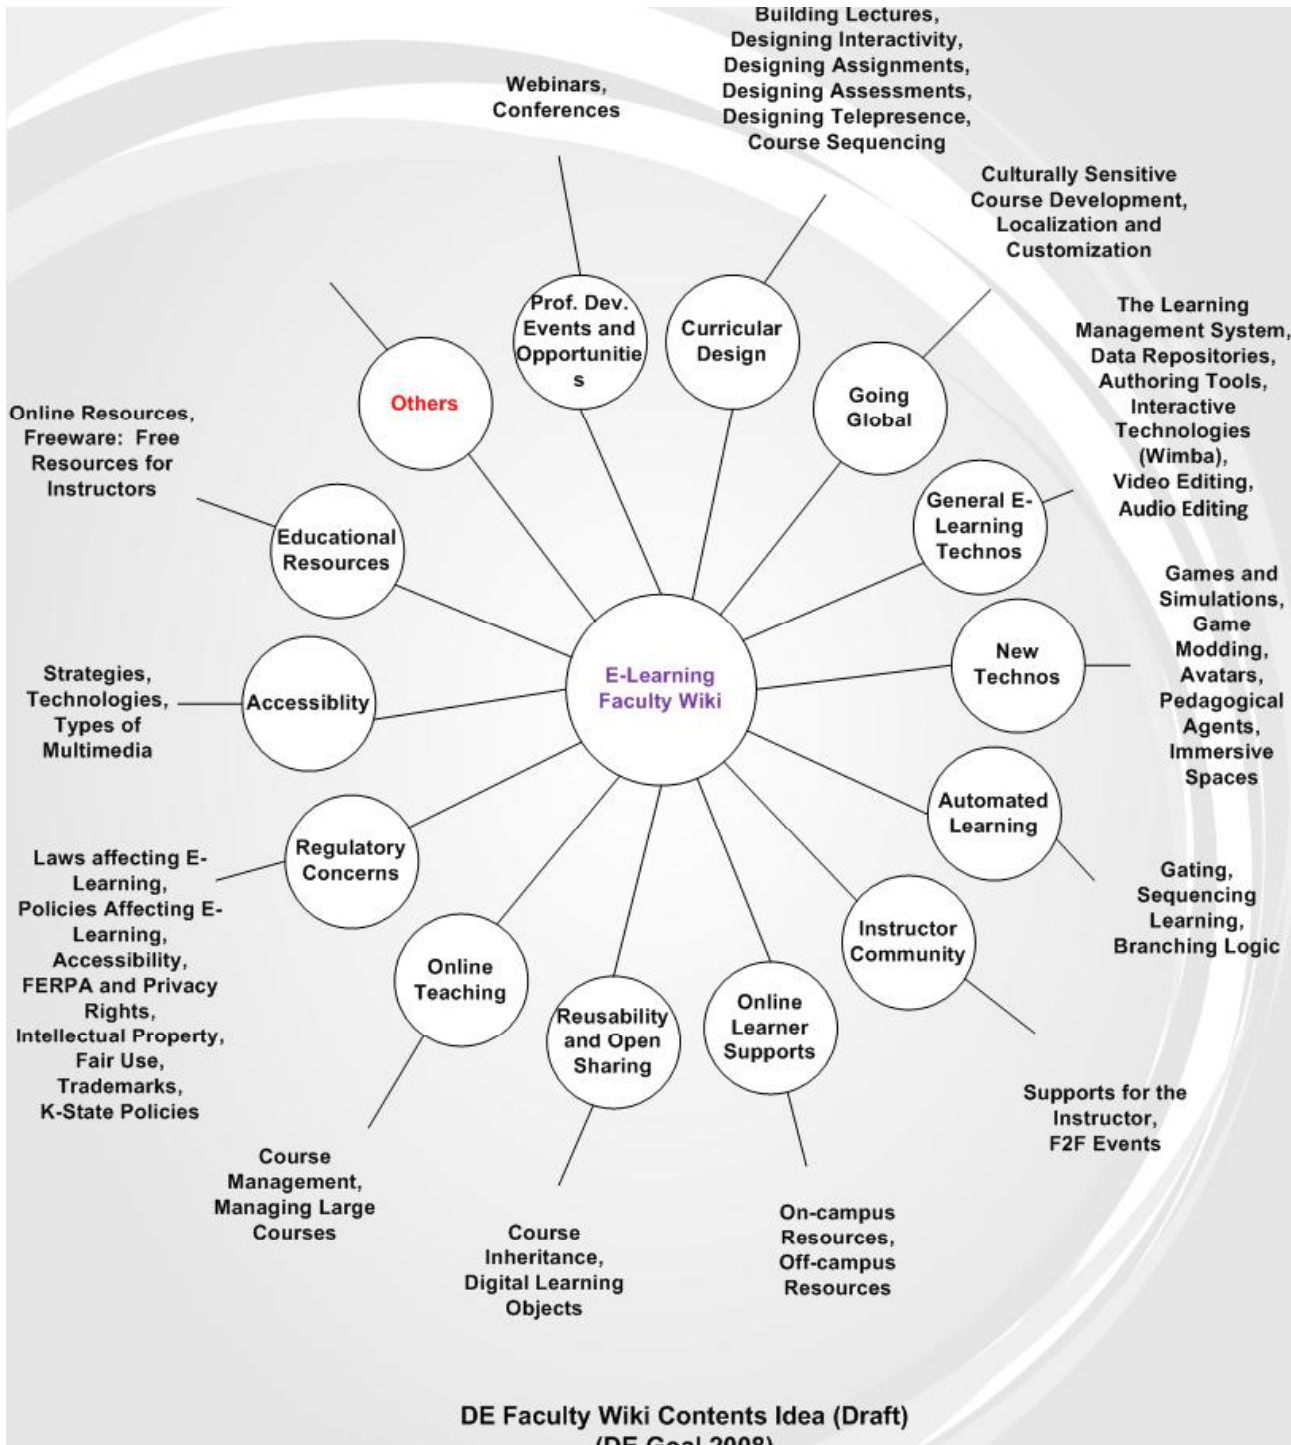 Building Lectures,
Designing Interactivity,
Designing Assignments,
Designing Assessments,
Designing Telepresence,
Course Sequencing
Webinars,
Conferences
Culturally Sensitive
Course Development,
Localization and
Customization
Prof. Dev.
Events and
Opportunitie
s
Curricular
Design
Going
Global
The Learning
Management System,
Data Repositories,
Authoring Tools,
Interactive
Technologies
(Wimba),
Video Editing,
Audio Editing
Others
Online Resources,
Freeware:  Free
Resources for
Instructors
General E-
Learning
Technos
Educational
Resources
Games and
Simulations,
Game
Modding,
Avatars,
Pedagogical
Agents,
Immersive
Spaces
New
Technos
E-Learning
Faculty Wiki
Strategies,
Technologies,
Types of
Multimedia
Accessiblity
Automated
Learning
Regulatory
Concerns
Laws affecting E-
Learning,
Policies Affecting E-
Learning,
Accessibility,
FERPA and Privacy
Rights,
Intellectual Property,
Fair Use,
Trademarks,
K-State Policies
Gating,
Sequencing
Learning,
Branching Logic
Instructor
Community
Online
Teaching
Reusability
and Open
Sharing
Online
Learner
Supports
Supports for the
Instructor,
F2F Events
Course
Management,
Managing Large
Courses
Course
Inheritance,
Digital Learning
Objects
On-campus
Resources,
Off-campus
Resources
DE Faculty Wiki Contents Idea (Draft)
(DE Goal 2008)